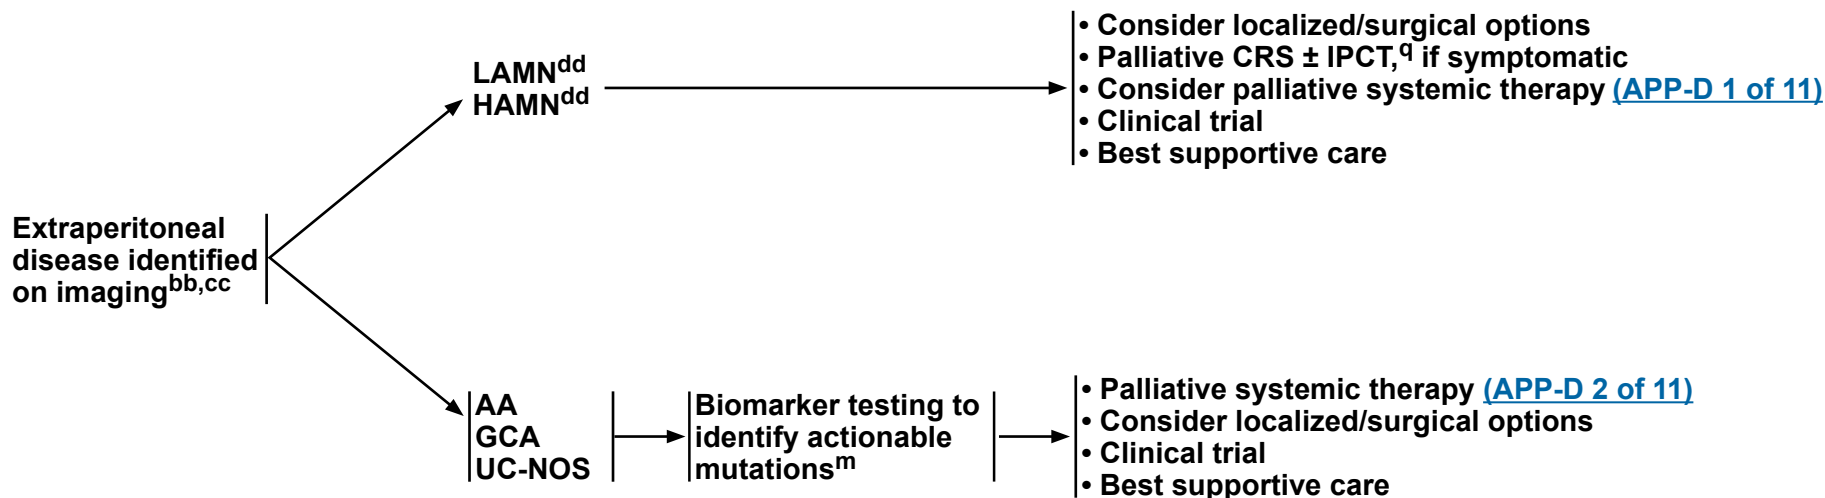 Extraperitoneal
disease identified
on imagingbb,cc
LAMNdd
HAMNdd
• Consider localized/surgical options
• Palliative CRS ± IPCT,q if symptomatic
• Consider palliative systemic therapy (APP-D 1 of 11)
• Clinical trial
• Best supportive care
AA
GCA
UC-NOS
Biomarker testing to
identify actionable
mutationsm
• Palliative systemic therapy (APP-D 2 of 11)
• Consider localized/surgical options
• Clinical trial
• Best supportive care